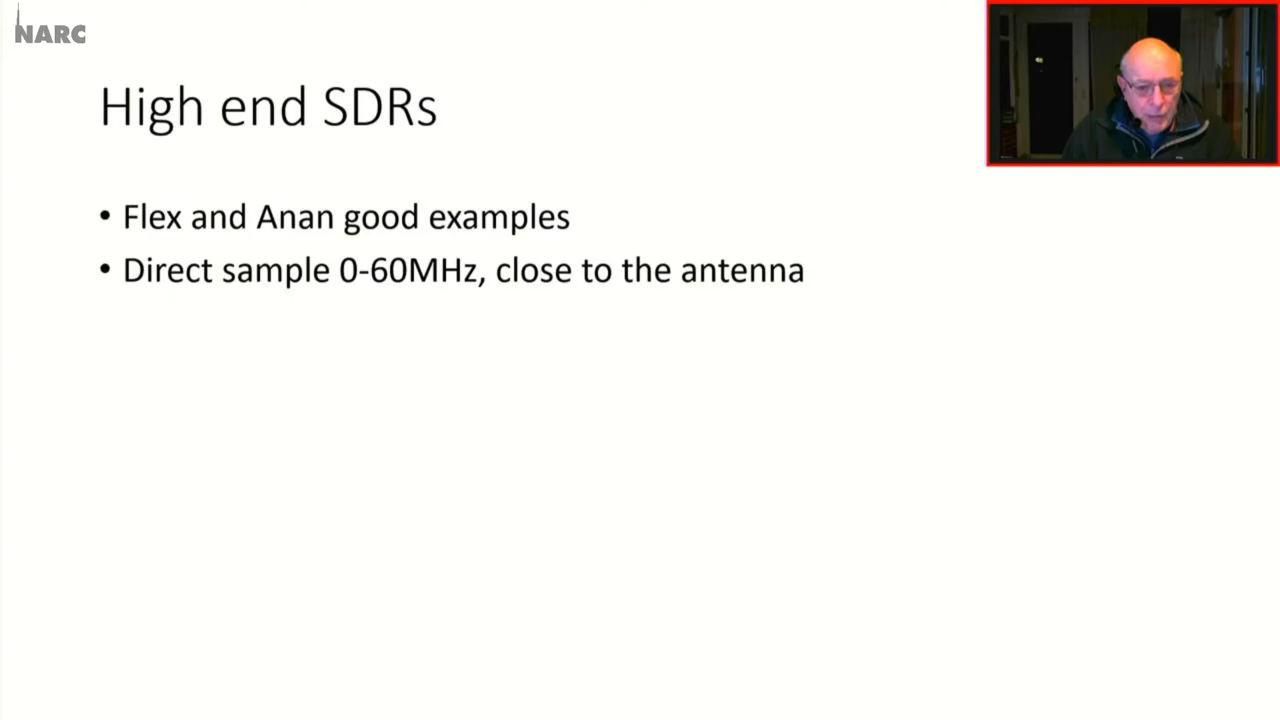 NARC
High end SDRs
• Flex and Anan good examples
• Direct sample 0-60MHz, close to the antenna